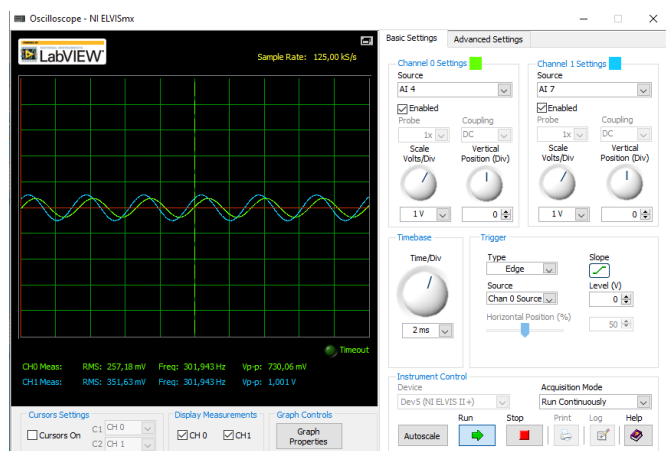 Oscilloscope - NI ELVISmx
LabVIEW
Sample Rate: 125,00 kS/s
Timeout
CH0 Meas: RMS: 257,18 mV Freq: 301,943 Hz Vp-p: 730,06 mV
CH1 Meas: RMS: 351,63 mV Freq: 301,943 Hz Vp-p: 1,001 V
Cursors Settings
Cursors On
C1 CH 0
C2 CH 1
Display Measurements
CH 0 CH1
Graph Controls
Graph
Properties
Basic Settings Advanced Settings
Channel 0 Settings
Source
AI 4
Enabled
Probe Coupling
1x DC
Scale Vertical
Volts/Div Position (Div)
1 V 0
Channel 1 Settings
Source
AI 7
Enabled
Probe Coupling
1x DC
Scale Vertical
Volts/Div Position (Div)
1 V 0
Timebase
Time/Div
2 ms
Trigger
Type
Edge
Slope
Source
Chan 0 Source
Level (V)
0
Horizontal Position (%)
50
Instrument Control
Device
Dev5 (NI ELVIS II+)
Acquisition Mode
Run Continuously
Run Stop Print Log Help
Autoscale